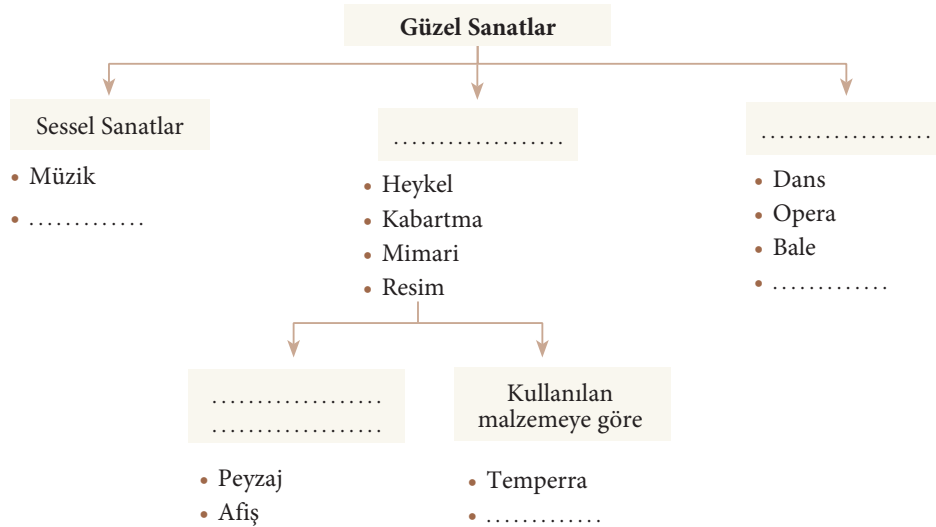 Güzel Sanatlar
Sessel Sanatlar
• Müzik
• .............
...................
• Heykel
• Kabartma
• Mimari
• Resim
...................
• Dans
• Opera
• Bale
• .............
...................
...................
• Peyzaj
• Afiş
Kullanılan
malzemeye göre
• Temperra
• .............